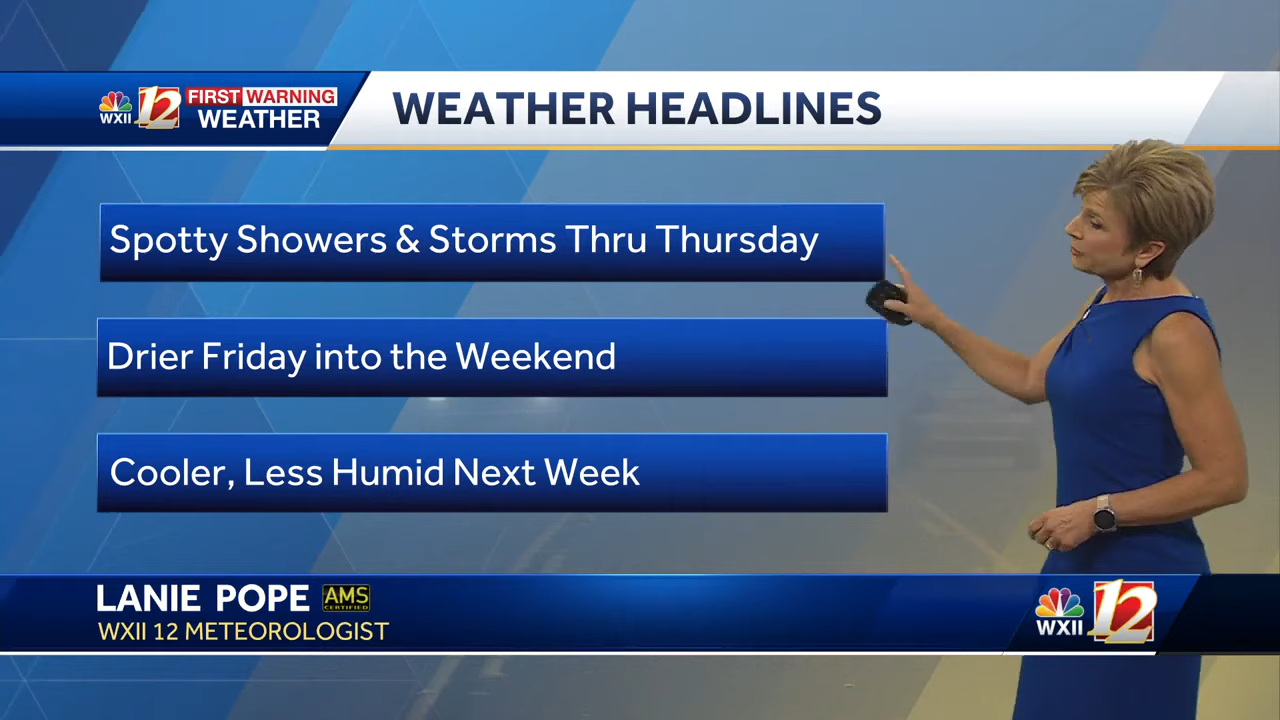 WXII 12 FIRST WARNING
WEATHER
WEATHER HEADLINES
Spotty Showers & Storms Thru Thursday
Drier Friday into the Weekend
Cooler, Less Humid Next Week
LANIE POPE AMS CERTIFIED
WXII 12 METEOROLOGIST
WXII 12